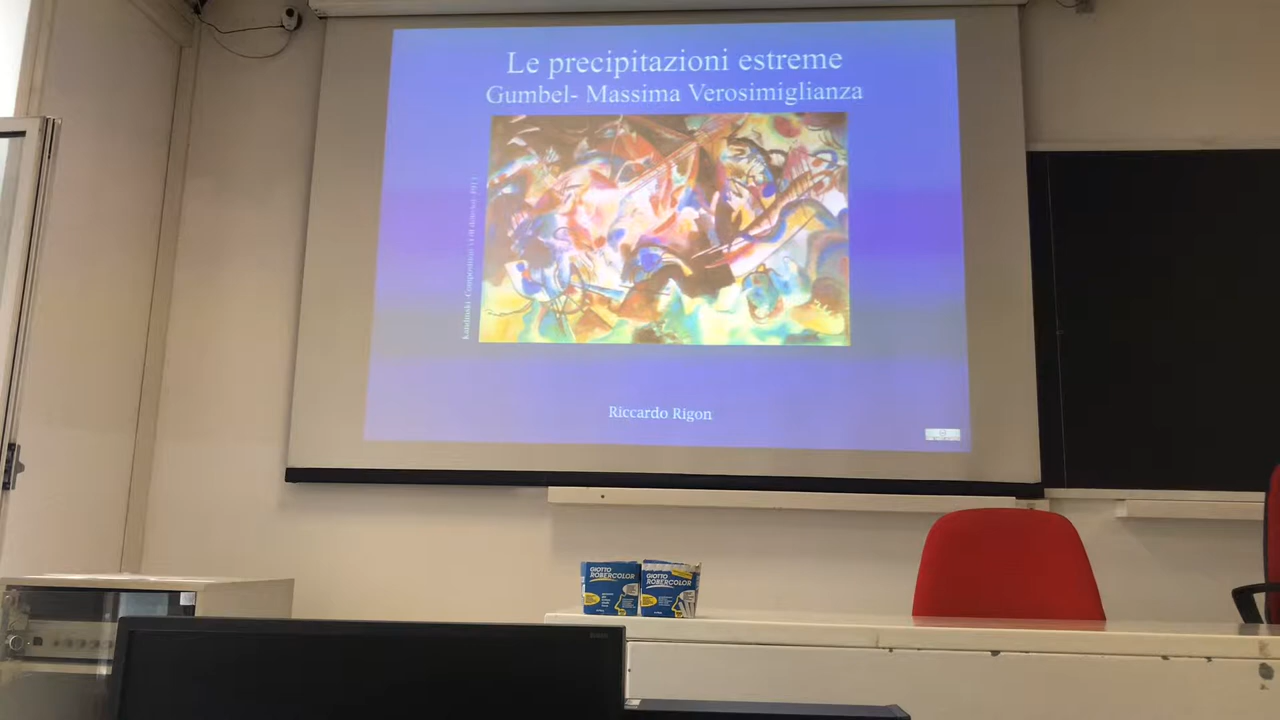 Le precipitazioni estreme
Gumbel- Massima Verosimiglianza
Riccardo Rigon
GIOTTO
ROBERCOLOR
GIOTTO
ROBERCOLOR